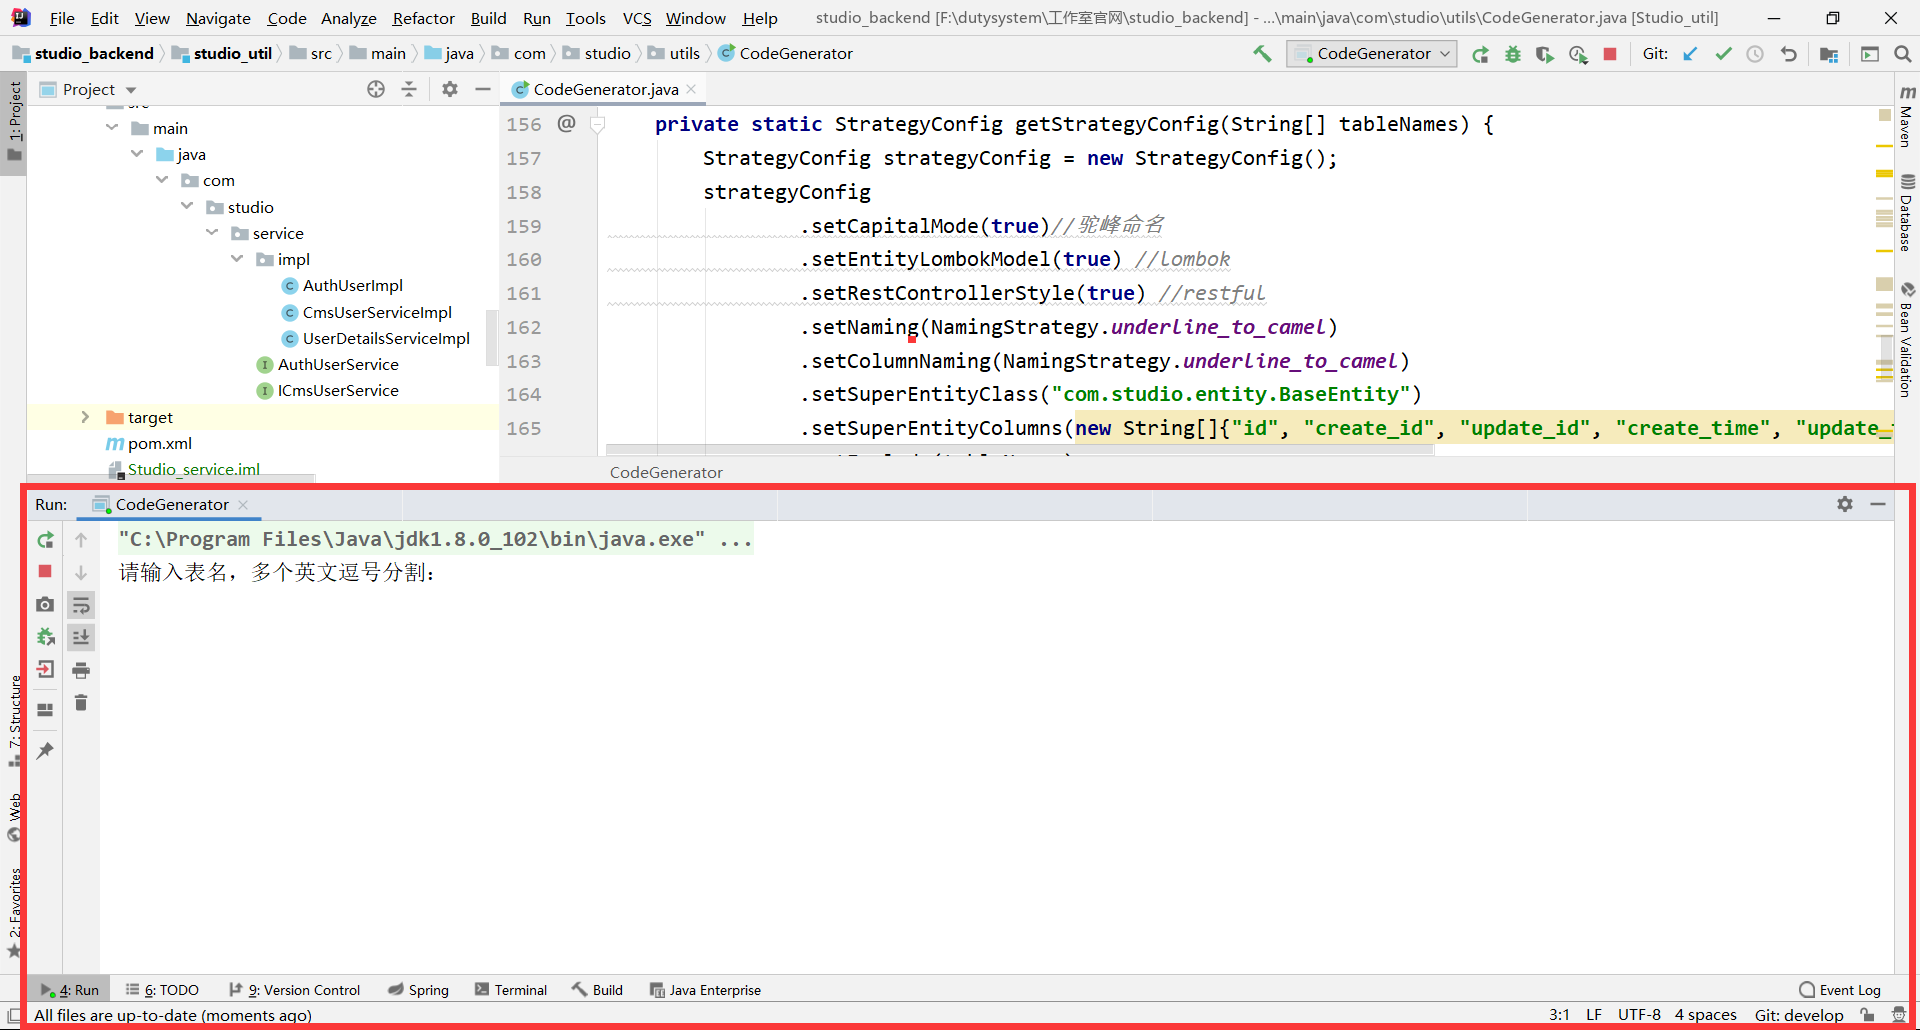 File Edit View Navigate Code Analyze Refactor Build Run Tools VCS Window Help studio_backend [F:\dutysystem\工作室官网\studio_backend] - ...\main\java\com\studio\utils\CodeGenerator.java [Studio_util]
studio_backend studio_util src main java com studio utils CodeGenerator CodeGenerator Git:
Project CodeGenerator.java
main
java
com
studio
service
impl
AuthUserImpl
CmsUserServiceImpl
UserDetailsServiceImpl
AuthUserService
ICmsUserService
target
pom.xml
Studio_service.iml
156 @ private static StrategyConfig getStrategyConfig(String[] tableNames) {
157 StrategyConfig strategyConfig = new StrategyConfig();
158 strategyConfig
159 .setCapitalMode(true)//驼峰命名
160 .setEntityLombokModel(true) //lombok
161 .setRestControllerStyle(true) //restful
162 .setNaming(NamingStrategy.underline_to_camel)
163 .setColumnNaming(NamingStrategy.underline_to_camel)
164 .setSuperEntityClass("com.studio.entity.BaseEntity")
165 .setSuperEntityColumns(new String[]{"id", "create_id", "update_id", "create_time", "update_
CodeGenerator
1: Project
7: Structure
Web
2: Favorites
Maven
Database
Bean Validation
Run: CodeGenerator
"C:\Program Files\Java\jdk1.8.0_102\bin\java.exe" ...
请输入表名，多个英文逗号分割：
4: Run 6: TODO 9: Version Control Spring Terminal Build Java Enterprise Event Log
All files are up-to-date (moments ago) 3:1 LF UTF-8 4 spaces Git: develop